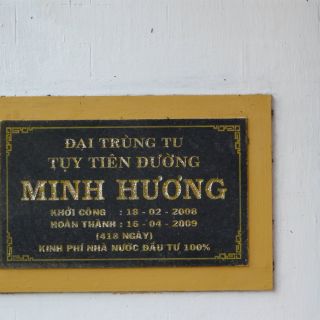 ĐẠI TRÙNG TU
TỤY TIÊN ĐƯỜNG
MINH HƯƠNG
KHỞI CÔNG : 18 - 02 - 2008
HOÀN THÀNH : 16 - 04 - 2009
(418 NGÀY)
KINH PHÍ NHÀ NƯỚC ĐẦU TƯ 100%